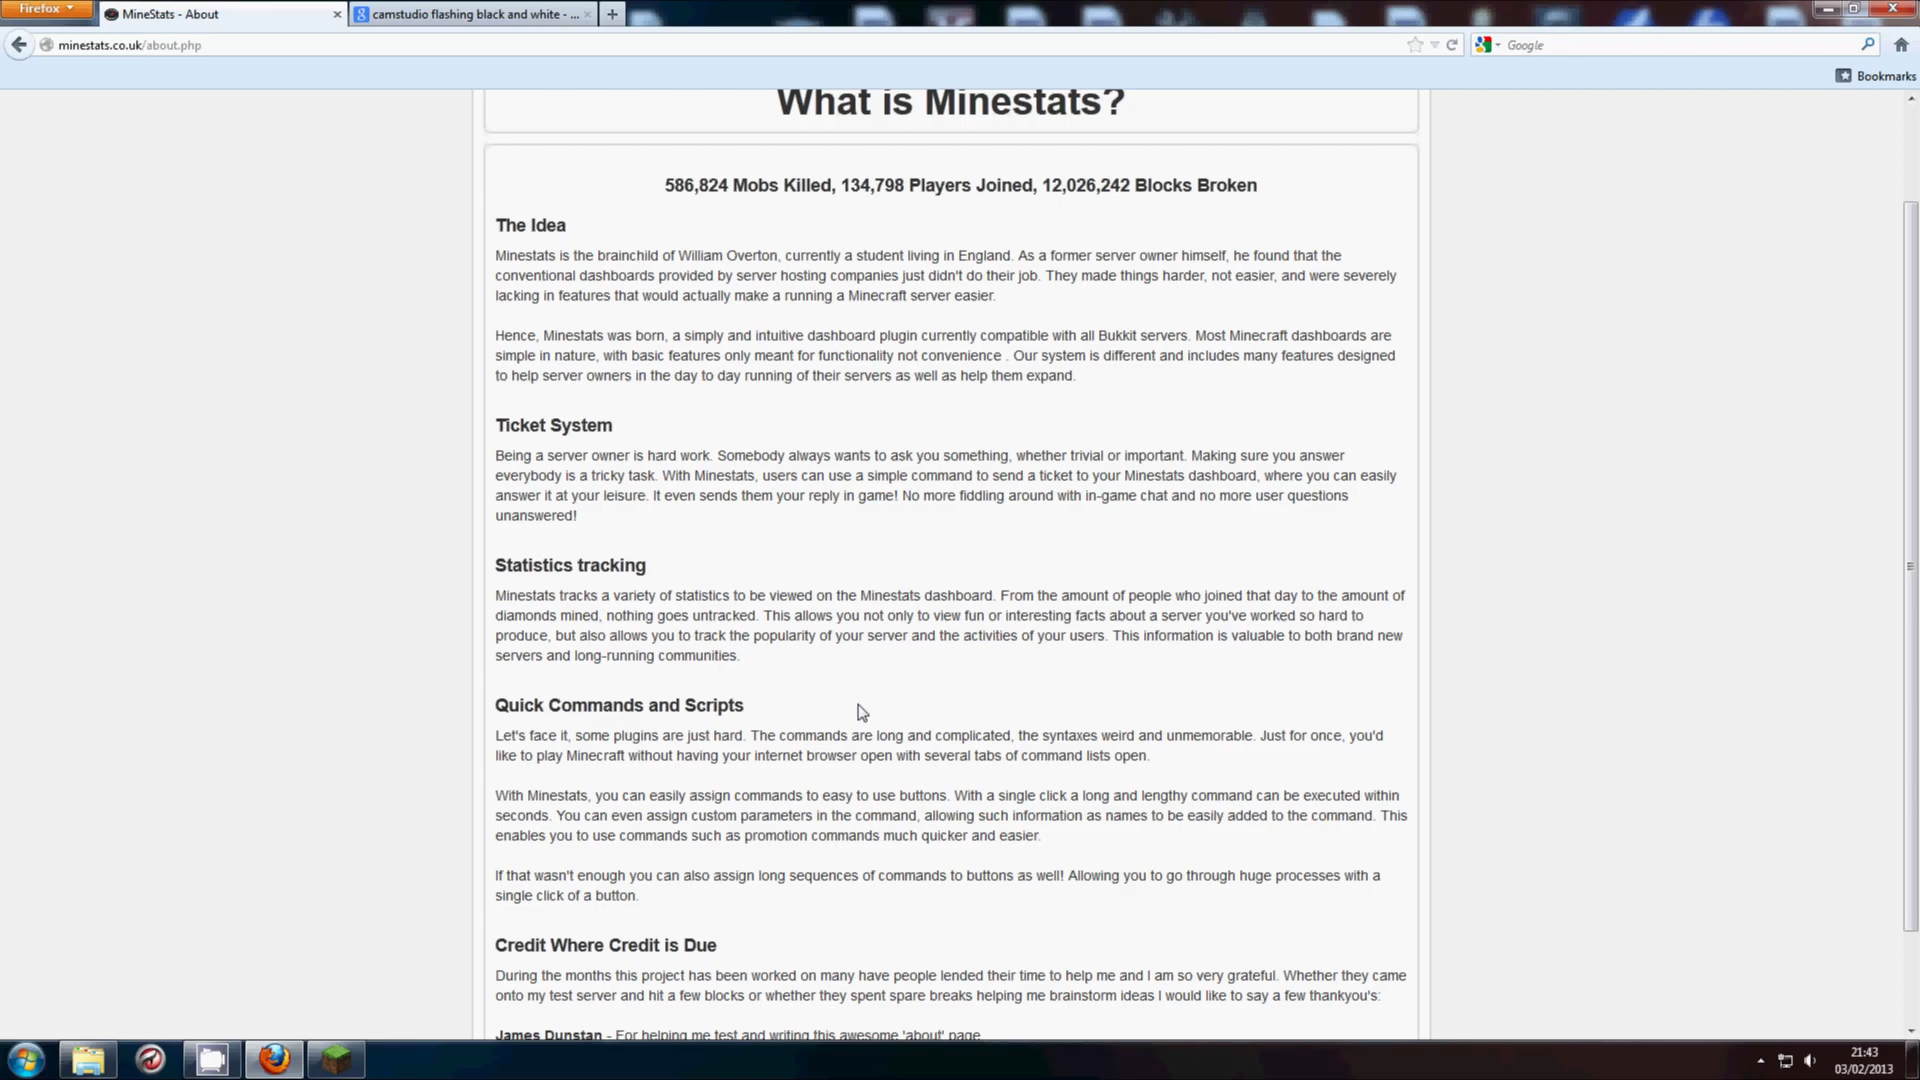 Firefox
MineStats - About
camstudio flashing black and white - ...
minestats.co.uk/about.php
Google
Bookmarks
What is Minestats?
586,824 Mobs Killed, 134,798 Players Joined, 12,026,242 Blocks Broken
The Idea
Minestats is the brainchild of William Overton, currently a student living in England. As a former server owner himself, he found that the
conventional dashboards provided by server hosting companies just didn't do their job. They made things harder, not easier, and were severely
lacking in features that would actually make a running a Minecraft server easier.
Hence, Minestats was born, a simply and intuitive dashboard plugin currently compatible with all Bukkit servers. Most Minecraft dashboards are
simple in nature, with basic features only meant for functionality not convenience . Our system is different and includes many features designed
to help server owners in the day to day running of their servers as well as help them expand.
Ticket System
Being a server owner is hard work. Somebody always wants to ask you something, whether trivial or important. Making sure you answer
everybody is a tricky task. With Minestats, users can use a simple command to send a ticket to your Minestats dashboard, where you can easily
answer it at your leisure. It even sends them your reply in game! No more fiddling around with in-game chat and no more user questions
unanswered!
Statistics tracking
Minestats tracks a variety of statistics to be viewed on the Minestats dashboard. From the amount of people who joined that day to the amount of
diamonds mined, nothing goes untracked. This allows you not only to view fun or interesting facts about a server you've worked so hard to
produce, but also allows you to track the popularity of your server and the activities of your users. This information is valuable to both brand new
servers and long-running communities.
Quick Commands and Scripts
Let's face it, some plugins are just hard. The commands are long and complicated, the syntaxes weird and unmemorable. Just for once, you'd
like to play Minecraft without having your internet browser open with several tabs of command lists open.
With Minestats, you can easily assign commands to easy to use buttons. With a single click a long and lengthy command can be executed within
seconds. You can even assign custom parameters in the command, allowing such information as names to be easily added to the command. This
enables you to use commands such as promotion commands much quicker and easier.
If that wasn't enough you can also assign long sequences of commands to buttons as well! Allowing you to go through huge processes with a
single click of a button.
Credit Where Credit is Due
During the months this project has been worked on many have people lended their time to help me and I am so very grateful. Whether they came
onto my test server and hit a few blocks or whether they spent spare breaks helping me brainstorm ideas I would like to say a few thankyou's:
James Dunstan - For helping me test and writing this awesome 'about' page
21:43
03/02/2013